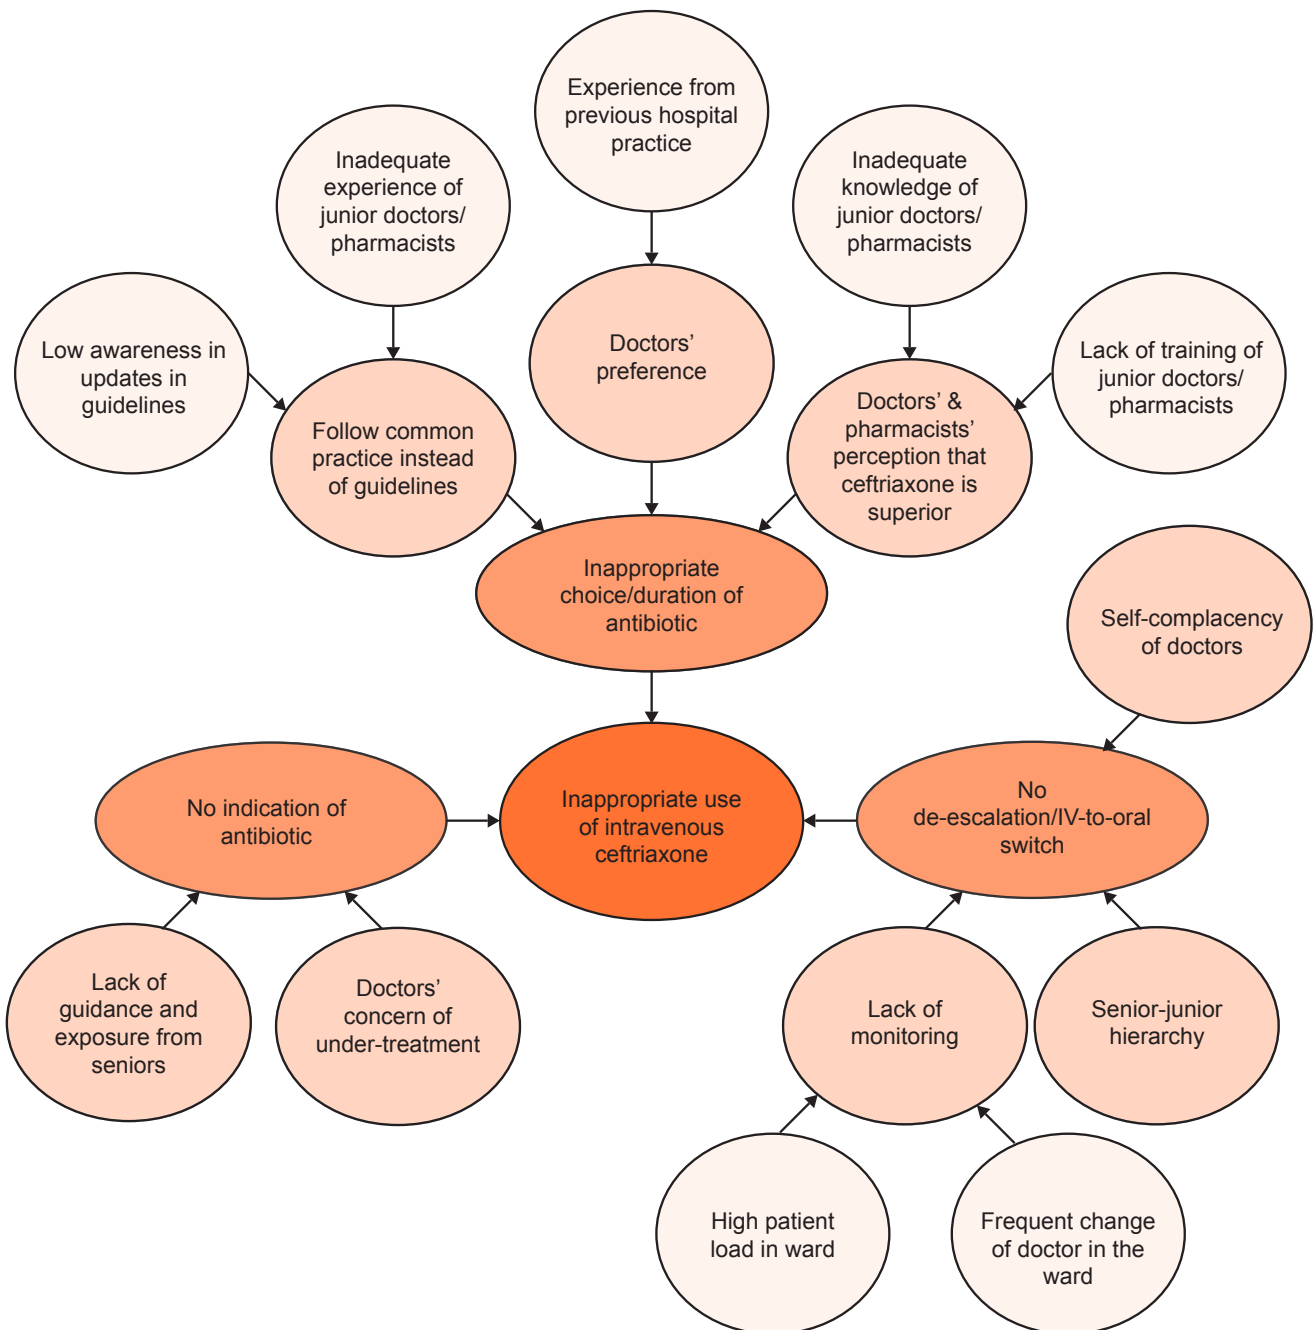 Experience from
previous hospital
practice
Inadequate
experience of
junior doctors/
pharmacists
Inadequate
knowledge of
junior doctors/
pharmacists
Low awareness in
updates in
guidelines
Doctors’
preference
Lack of training of
junior doctors/
pharmacists
Follow common
practice instead
of guidelines
Doctors’ &
pharmacists’
perception that
ceftriaxone is
superior
Inappropriate
choice/duration of
antibiotic
Self-complacency
of doctors
No indication of
antibiotic
Inappropriate use
of intravenous
ceftriaxone
No
de-escalation/IV-to-oral
switch
Lack of
guidance and
exposure from
seniors
Doctors’
concern of
under-treatment
Lack of
monitoring
Senior-junior
hierarchy
High patient
load in ward
Frequent change
of doctor in the
ward